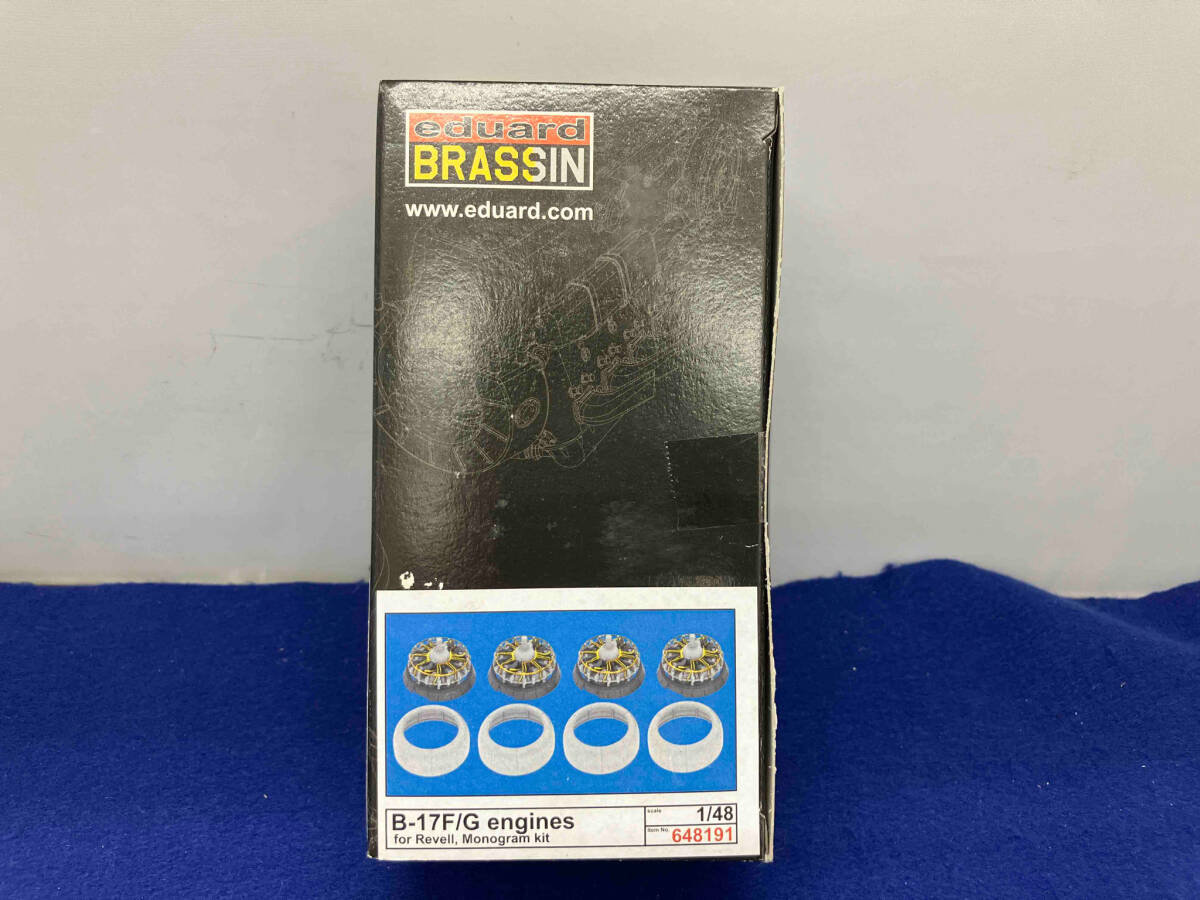 eduard
BRASSIN
www.eduard.com
B-17F/G engines
for Revell, Monogram kit
scale 1/48
Item No. 648191